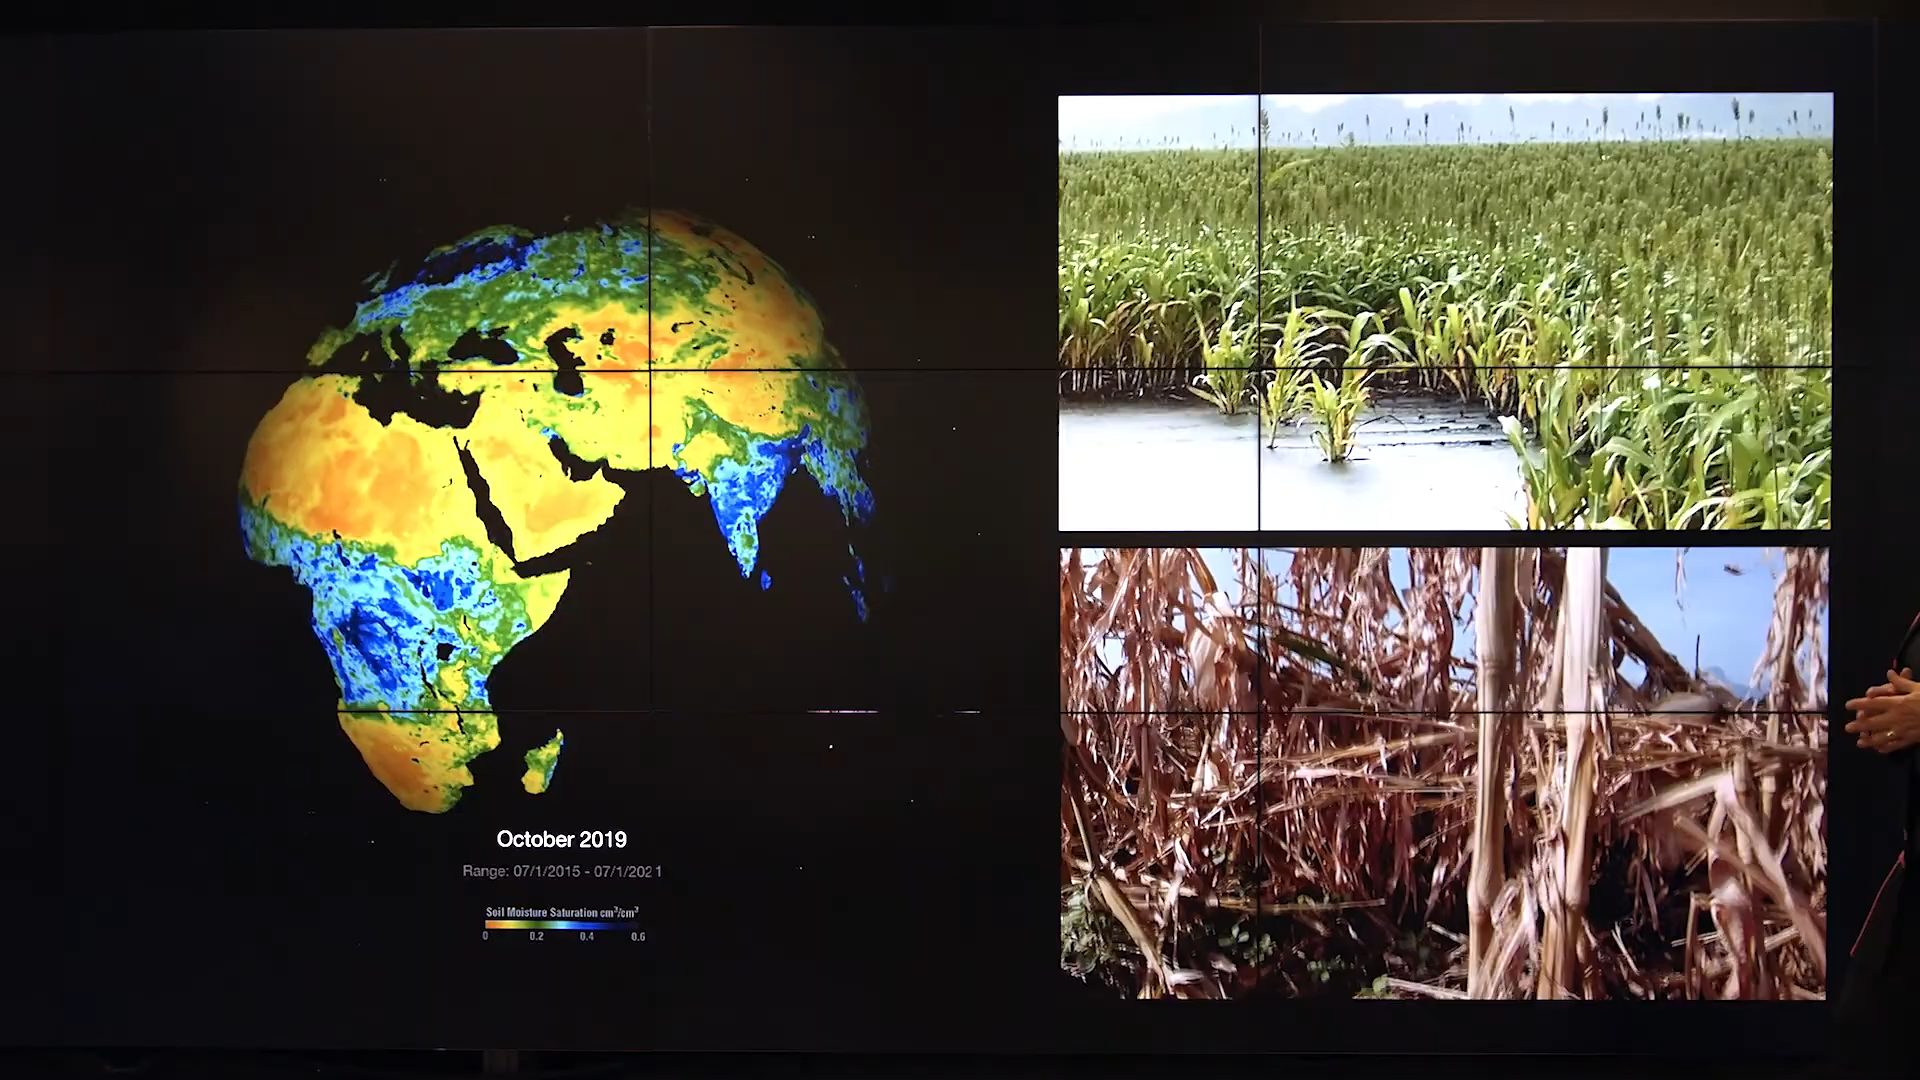 October 2019
Range: 07/1/2015 - 07/1/2021
Soil Moisture Saturation cm³/cm³
0 0.2 0.4 0.6